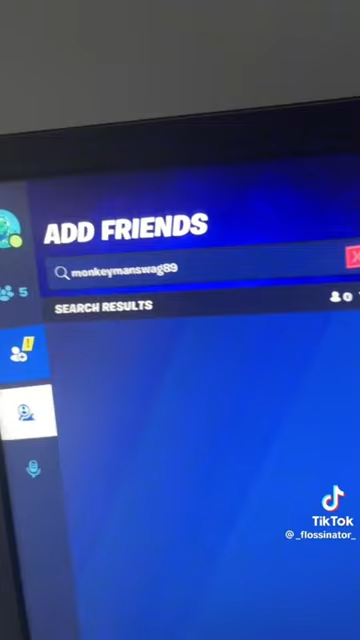 ADD FRIENDS
monkeymanswag89
SEARCH RESULTS
0
5
TikTok
@_flossinator_